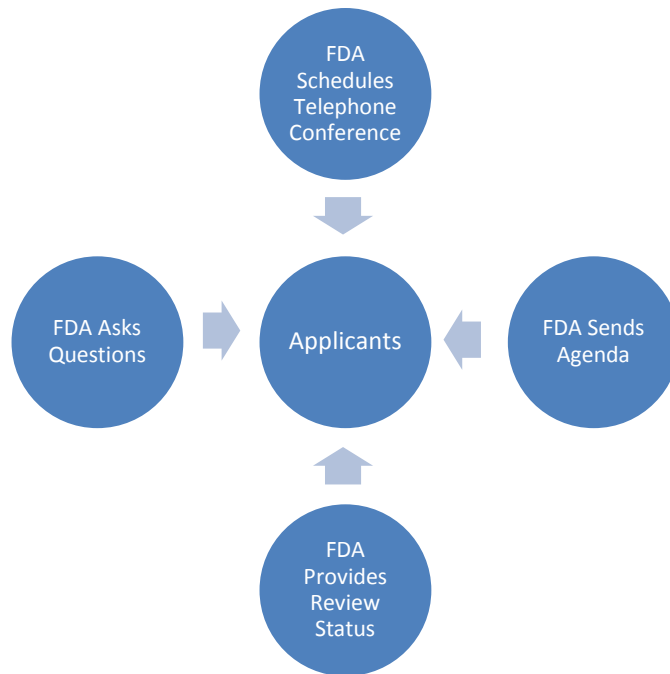 FDA
Schedules
Telephone
Conference
FDA Asks
Questions
Applicants
FDA Sends
Agenda
FDA
Provides
Review
Status